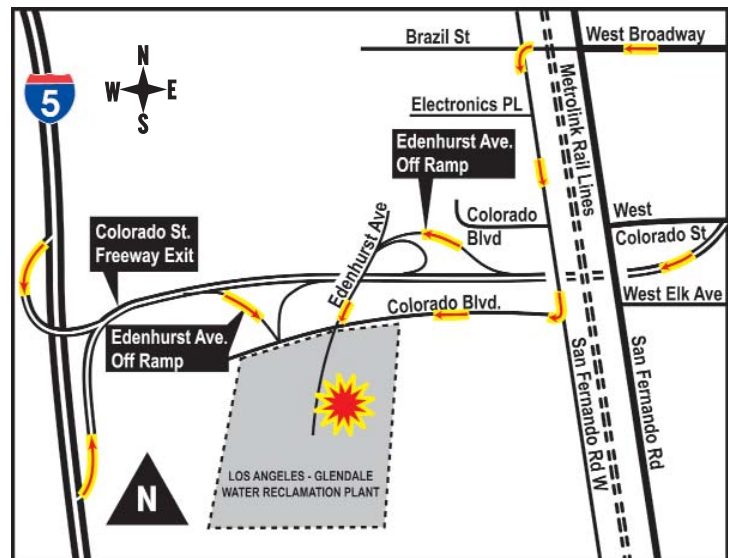 N
W E
S
5
Brazil St
West Broadway
Electronics PL
Metrolink Rail Lines
Edenhurst Ave.
Off Ramp
Colorado
Blvd
West
Colorado St
Colorado St.
Freeway Exit
Edenhurst Ave
Edenhurst Ave.
Off Ramp
Colorado Blvd.
West Elk Ave
San Fernando Rd W
San Fernando Rd
LOS ANGELES - GLENDALE
WATER RECLAMATION PLANT
N